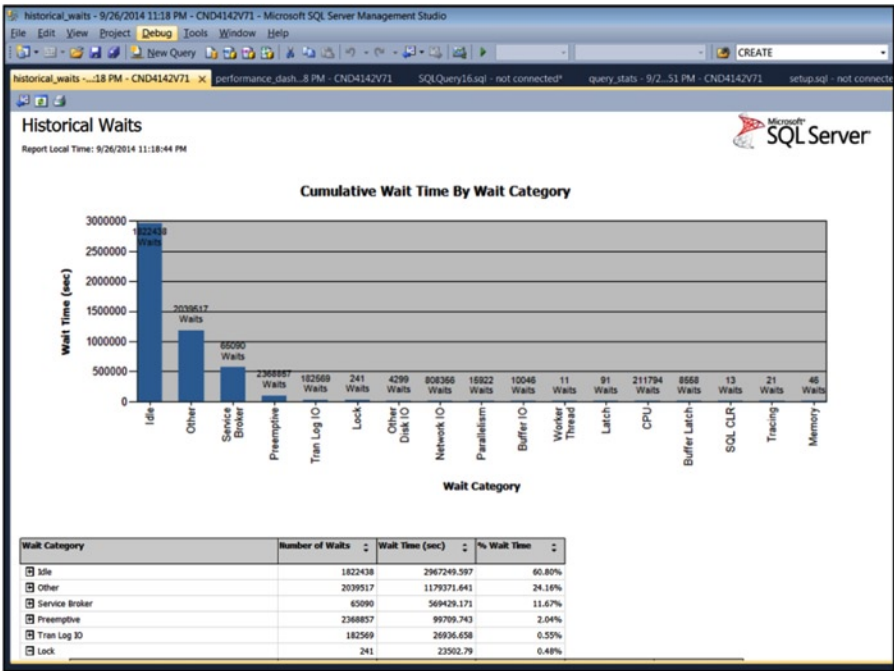 historical_waits - 9/26/2014 11:18 PM - CND4142V71 - Microsoft SQL Server Management Studio
File Edit View Project Debug Tools Window Help
New Query CREATE
historical_waits -...:18 PM - CND4142V71 × performance_dash...8 PM - CND4142V71 SQLQuery16.sql - not connected* query_stats - 9/2...51 PM - CND4142V71 setup.sql - not connecte
Historical Waits
Microsoft®
SQL Server
Report Local Time: 9/26/2014 11:18:44 PM
Cumulative Wait Time By Wait Category
Wait Time (sec)
3000000
2500000
2000000
1500000
1000000
500000
0
1822438 Waits
2039517 Waits
65090 Waits
2368857 Waits
182569 Waits
241 Waits
4299 Waits
808356 Waits
15922 Waits
10046 Waits
11 Waits
91 Waits
211794 Waits
8558 Waits
13 Waits
21 Waits
46 Waits
Idle
Other
Service Broker
Preemptive
Tran Log IO
Lock
Other Disk IO
Network IO
Parallelism
Buffer IO
Worker Thread
Latch
CPU
Buffer Latch
SQL CLR
Tracing
Memory
Wait Category
Wait Category Number of Waits Wait Time (sec) % Wait Time
Idle 1822438 2967249.597 60.80%
Other 2039517 1179371.641 24.16%
Service Broker 65090 569429.171 11.67%
Preemptive 2368857 99709.743 2.04%
Tran Log IO 182569 26936.658 0.55%
Lock 241 23502.79 0.48%